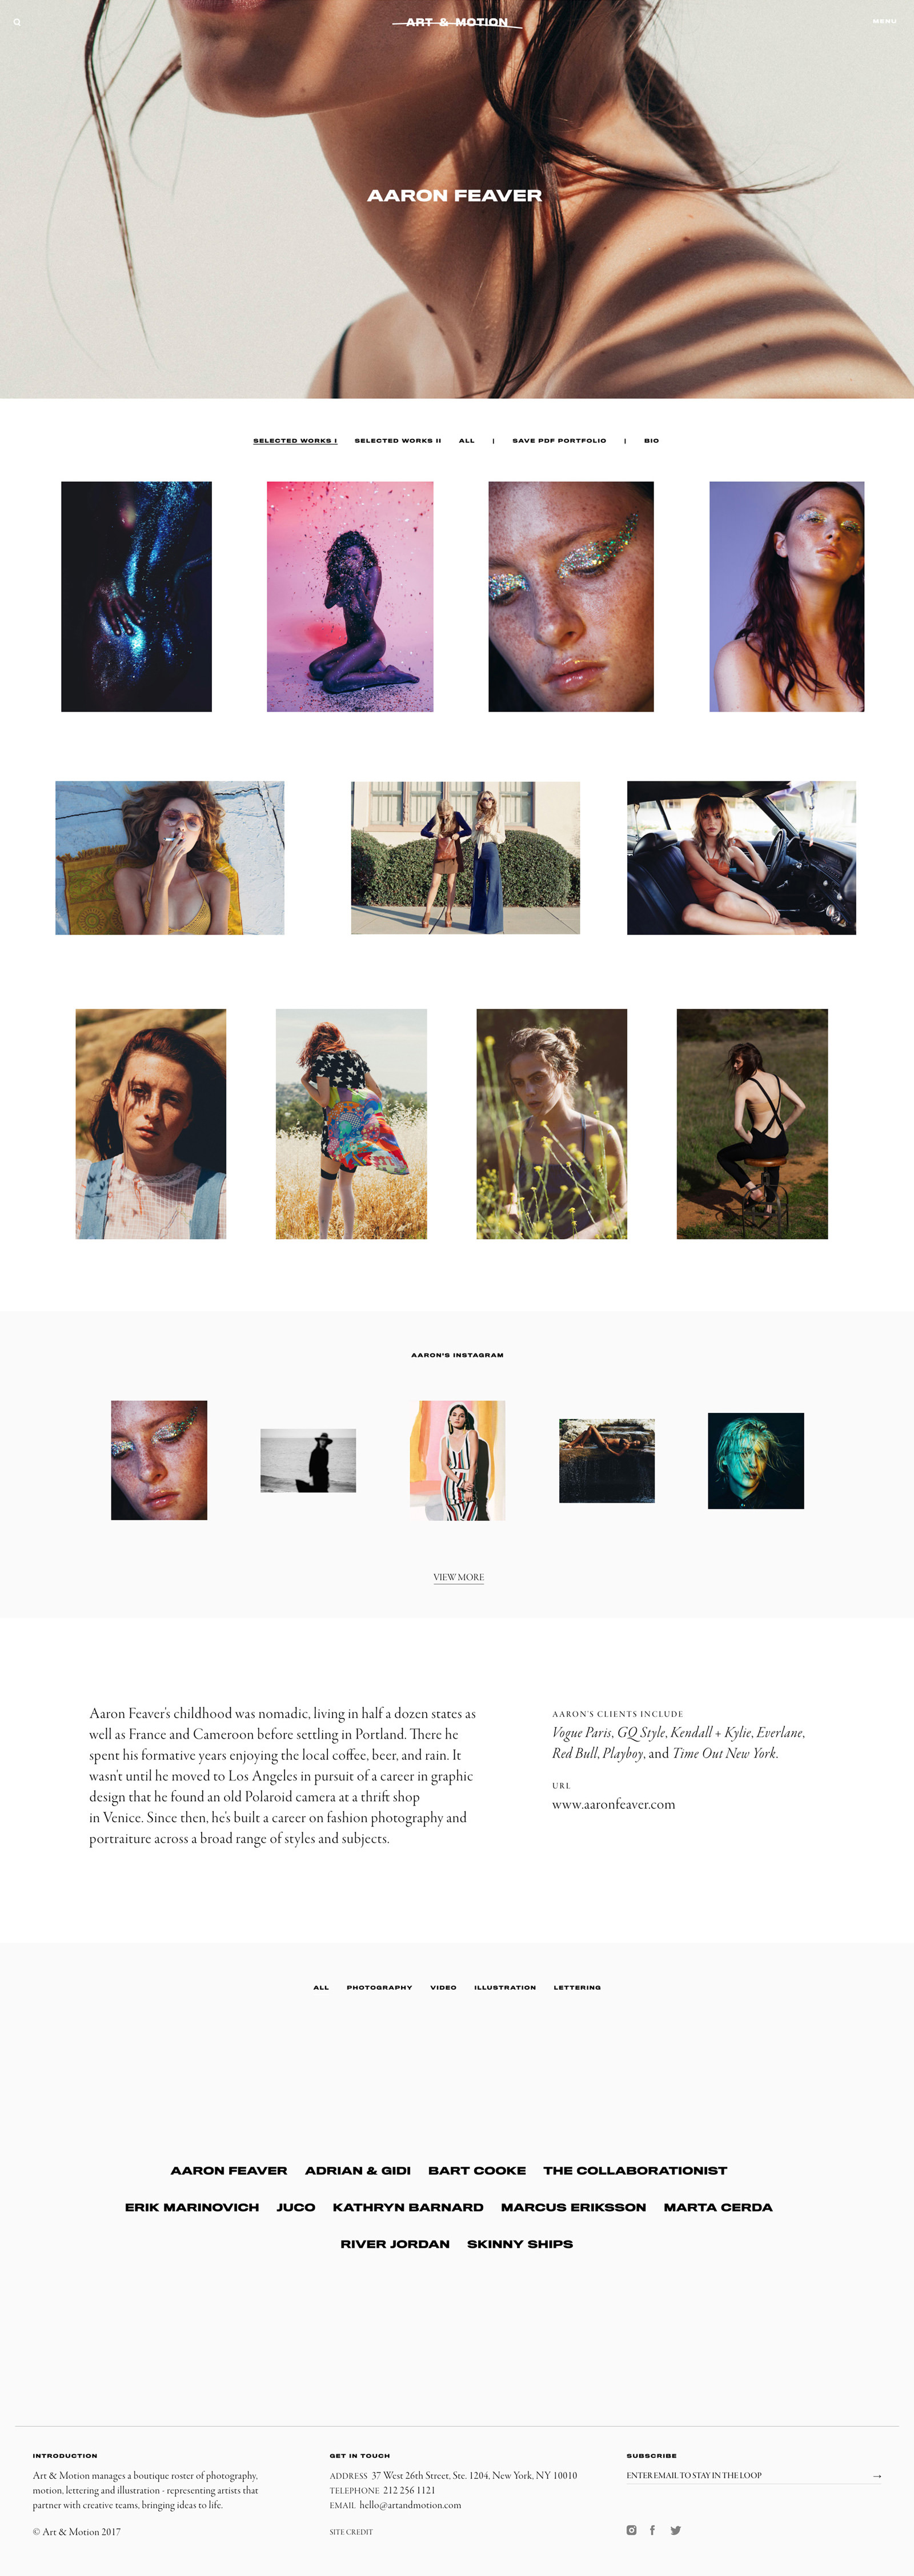 ART & MOTION
MENU
AARON FEAVER
SELECTED WORKS I
SELECTED WORKS II
ALL
|
SAVE PDF PORTFOLIO
|
BIO
AARON'S INSTAGRAM
VIEW MORE
Aaron Feaver's childhood was nomadic, living in half a dozen states as
well as France and Cameroon before settling in Portland. There he
spent his formative years enjoying the local coffee, beer, and rain. It
wasn't until he moved to Los Angeles in pursuit of a career in graphic
design that he found an old Polaroid camera at a thrift shop
in Venice. Since then, he's built a career on fashion photography and
portraiture across a broad range of styles and subjects.
AARON'S CLIENTS INCLUDE
Vogue Paris, GQ Style, Kendall + Kylie, Everlane,
Red Bull, Playboy, and Time Out New York.
URL
www.aaronfeaver.com
ALL PHOTOGRAPHY VIDEO ILLUSTRATION LETTERING
AARON FEAVER ADRIAN & GIDI BART COOKE THE COLLABORATIONIST
ERIK MARINOVICH JUCO KATHRYN BARNARD MARCUS ERIKSSON MARTA CERDA
RIVER JORDAN SKINNY SHIPS
INTRODUCTION
Art & Motion manages a boutique roster of photography,
motion, lettering and illustration - representing artists that
partner with creative teams, bringing ideas to life.
© Art & Motion 2017
GET IN TOUCH
ADDRESS 37 West 26th Street, Ste. 1204, New York, NY 10010
TELEPHONE 212 256 1121
EMAIL hello@artandmotion.com
SITE CREDIT
SUBSCRIBE
ENTER EMAIL TO STAY IN THE LOOP →